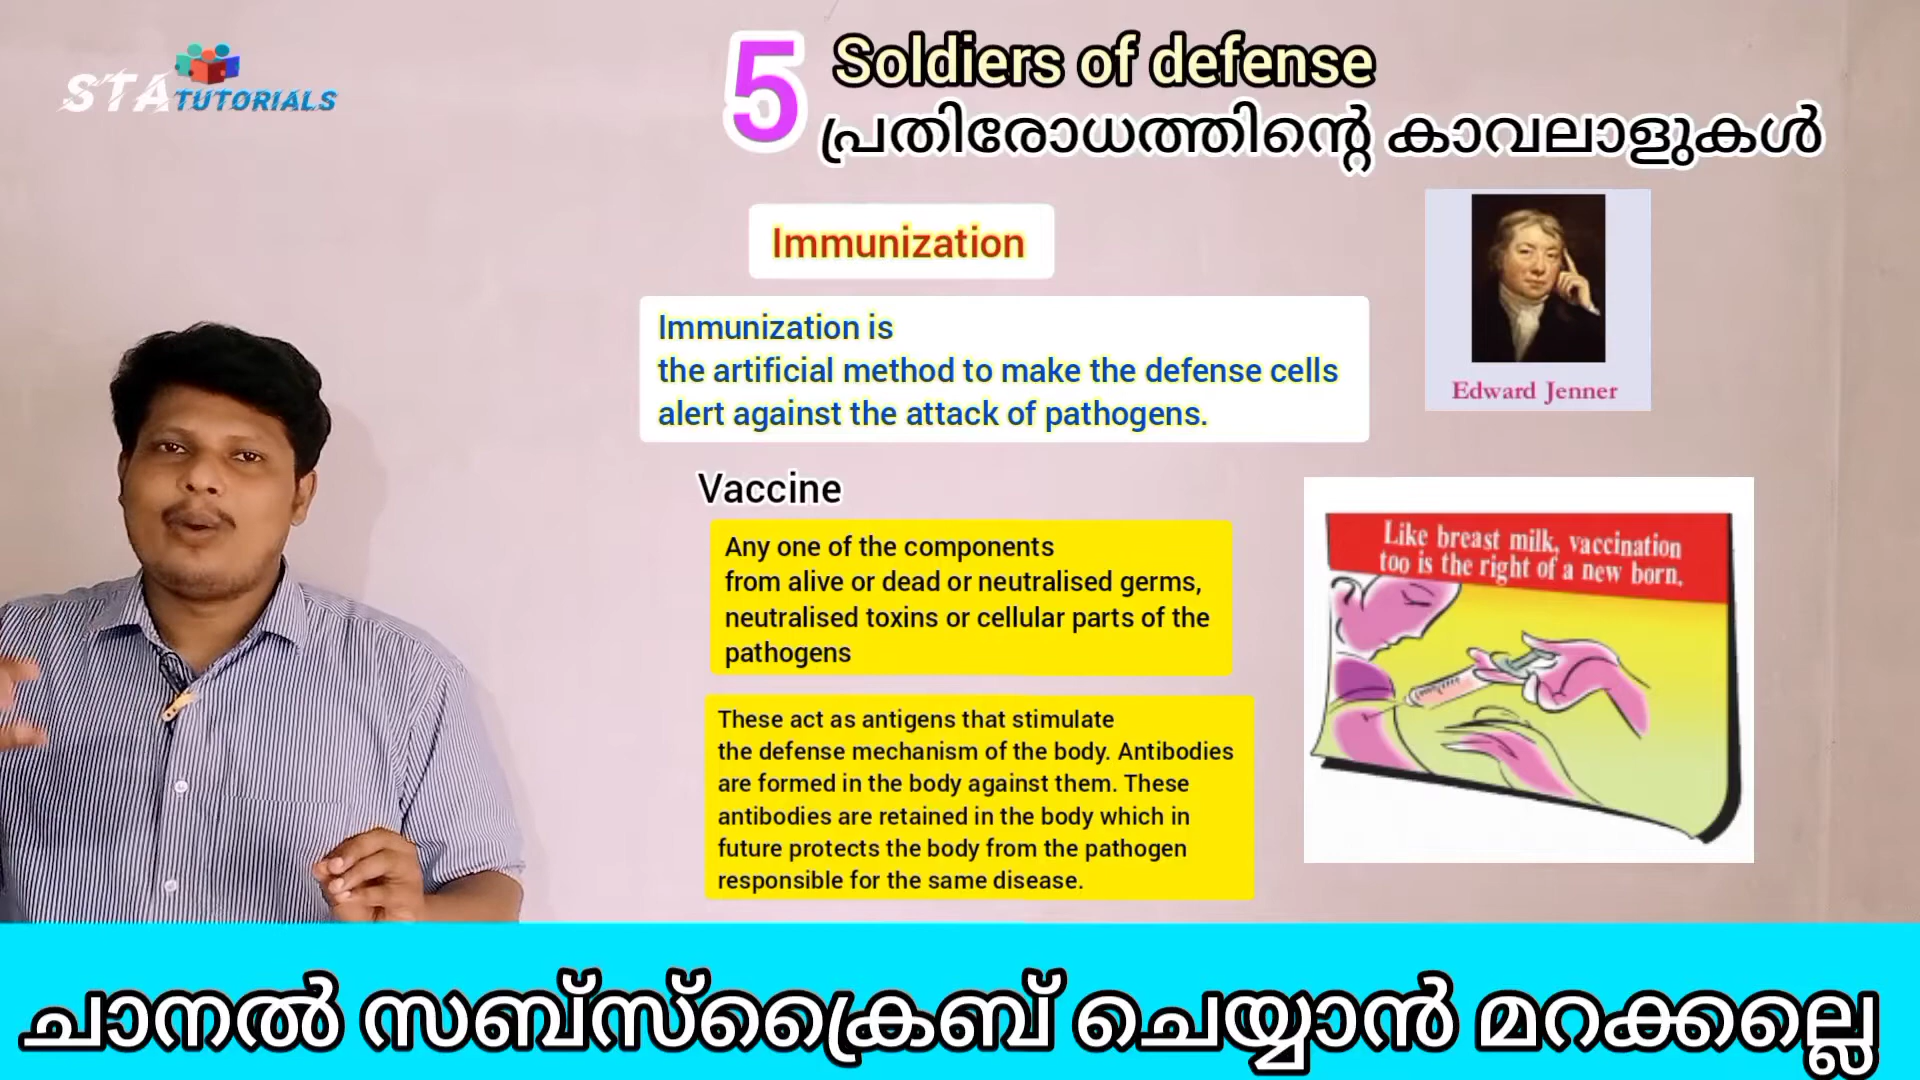 STA TUTORIALS
5 Soldiers of defense
പ്രതിരോധത്തിന്റെ കാവലാളുകൾ
Immunization
Immunization is
the artificial method to make the defense cells
alert against the attack of pathogens.
Edward Jenner
Vaccine
Any one of the components
from alive or dead or neutralised germs,
neutralised toxins or cellular parts of the
pathogens
These act as antigens that stimulate
the defense mechanism of the body. Antibodies
are formed in the body against them. These
antibodies are retained in the body which in
future protects the body from the pathogen
responsible for the same disease.
Like breast milk, vaccination
too is the right of a new born.
ചാനൽ സബ്സ്ക്രൈബ് ചെയ്യാൻ മറക്കല്ലെ